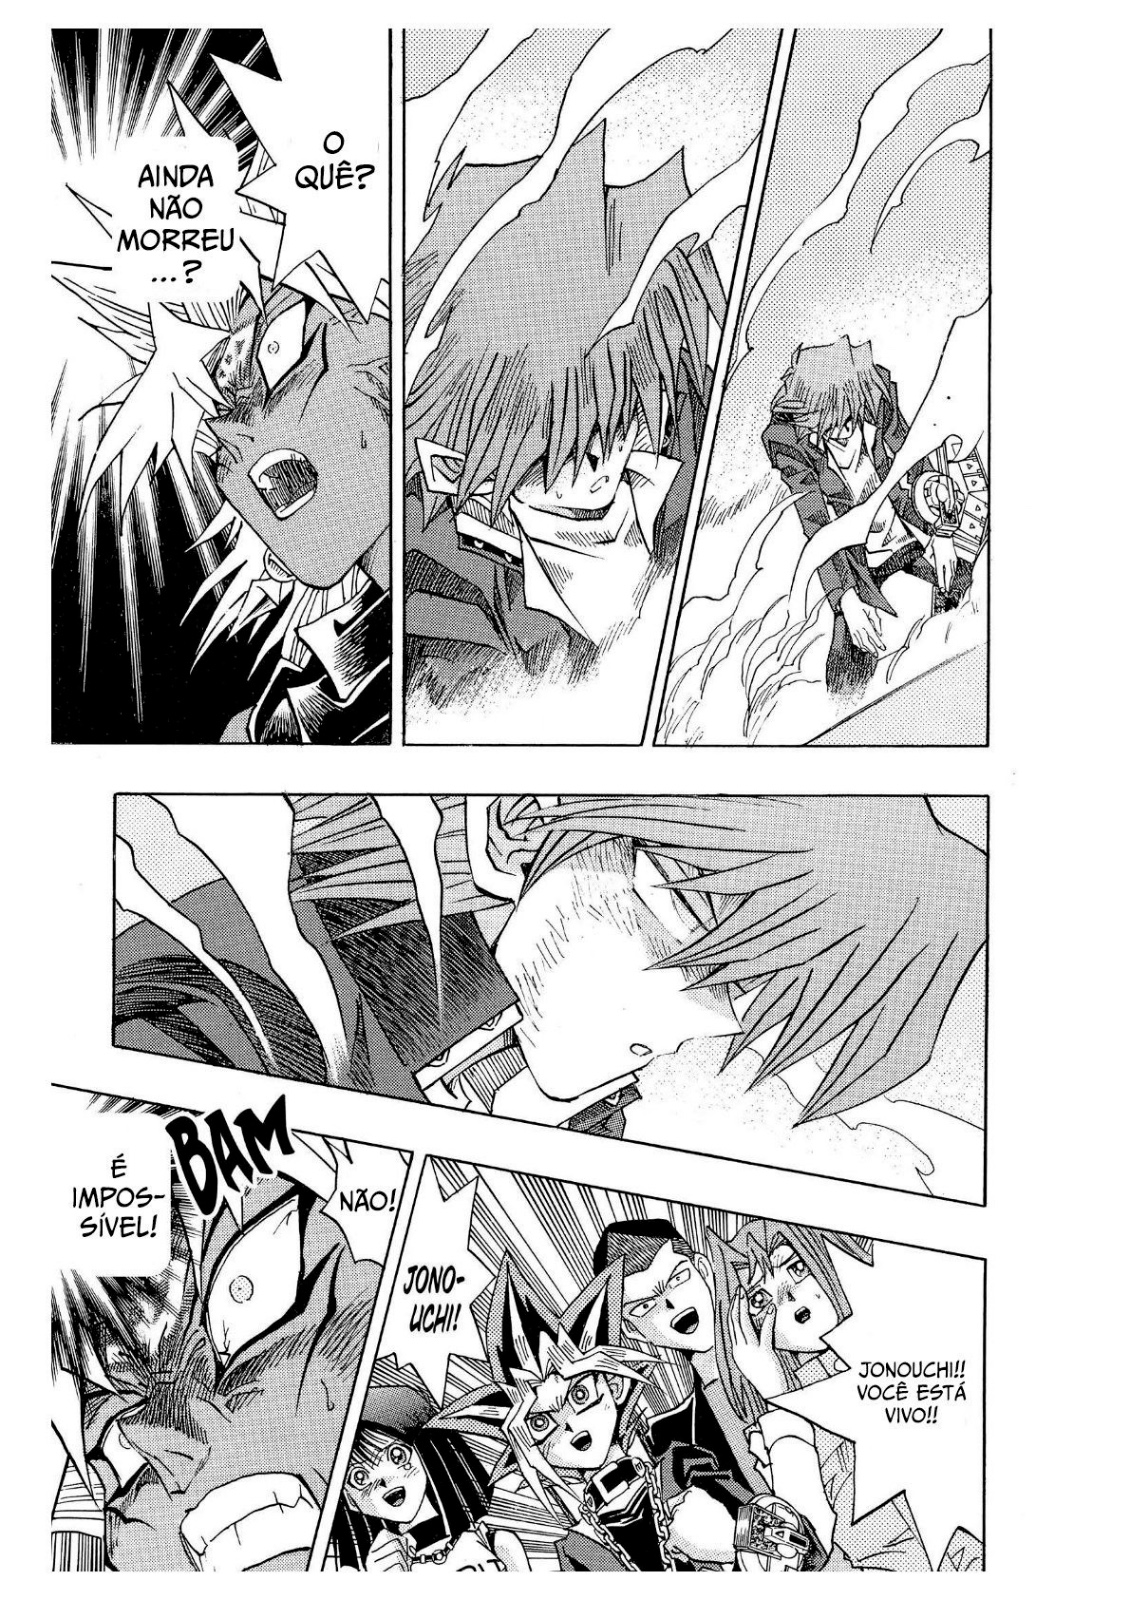 O
QUÊ?
AINDA
NÃO
MORREU
...?
JONOUCHI!!
VOCÊ ESTÁ
VIVO!!
JONO-
UCHI!
NÃO!
BAM
É
IMPOS-
SÍVEL!